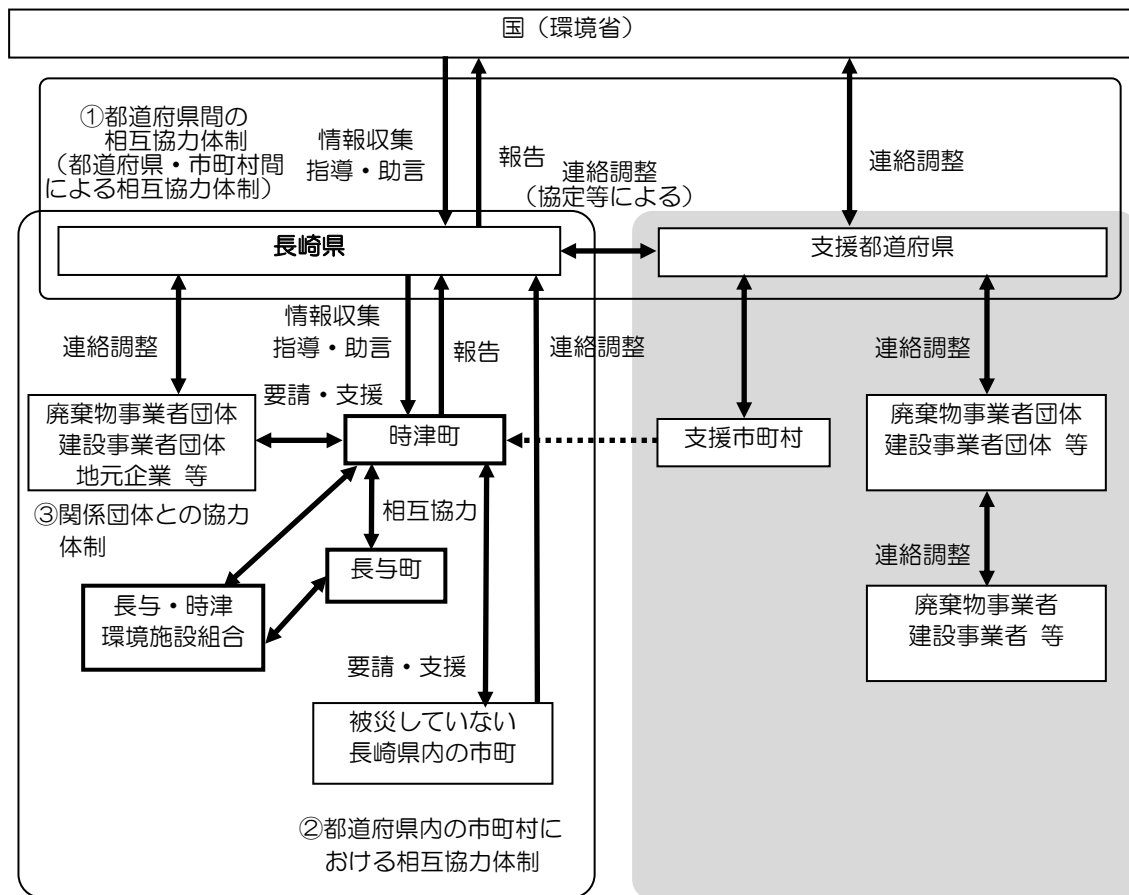 国（環境省）
①都道府県間の
相互協力体制
（都道府県・市町村間
による相互協力体制）
情報収集
指導・助言
報告
連絡調整
（協定等による）
連絡調整
長崎県
支援都道府県
連絡調整
情報収集
指導・助言
報告
連絡調整
連絡調整
要請・支援
廃棄物事業者団体
建設事業者団体
地元企業 等
時津町
支援市町村
廃棄物事業者団体
建設事業者団体 等
③関係団体との協力
体制
相互協力
長与町
連絡調整
長与・時津
環境施設組合
廃棄物事業者
建設事業者 等
要請・支援
被災していない
長崎県内の市町
②都道府県内の市町村に
おける相互協力体制